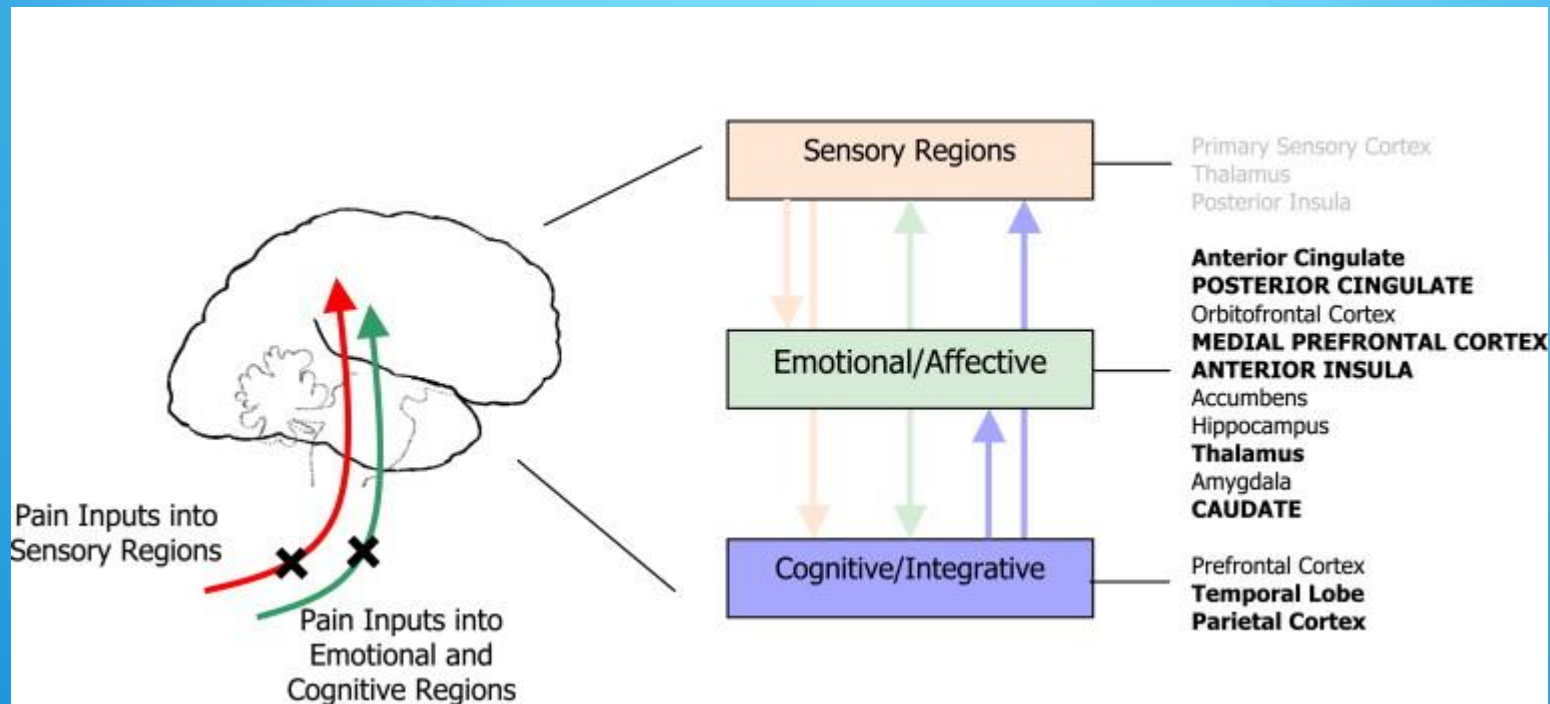 Sensory Regions
Primary Sensory Cortex
Thalamus
Posterior Insula
Emotional/Affective
Anterior Cingulate
POSTERIOR CINGULATE
Orbitofrontal Cortex
MEDIAL PREFRONTAL CORTEX
ANTERIOR INSULA
Accumbens
Hippocampus
Thalamus
Amygdala
CAUDATE
Cognitive/Integrative
Prefrontal Cortex
Temporal Lobe
Parietal Cortex
Pain Inputs into
Sensory Regions
Pain Inputs into
Emotional and
Cognitive Regions